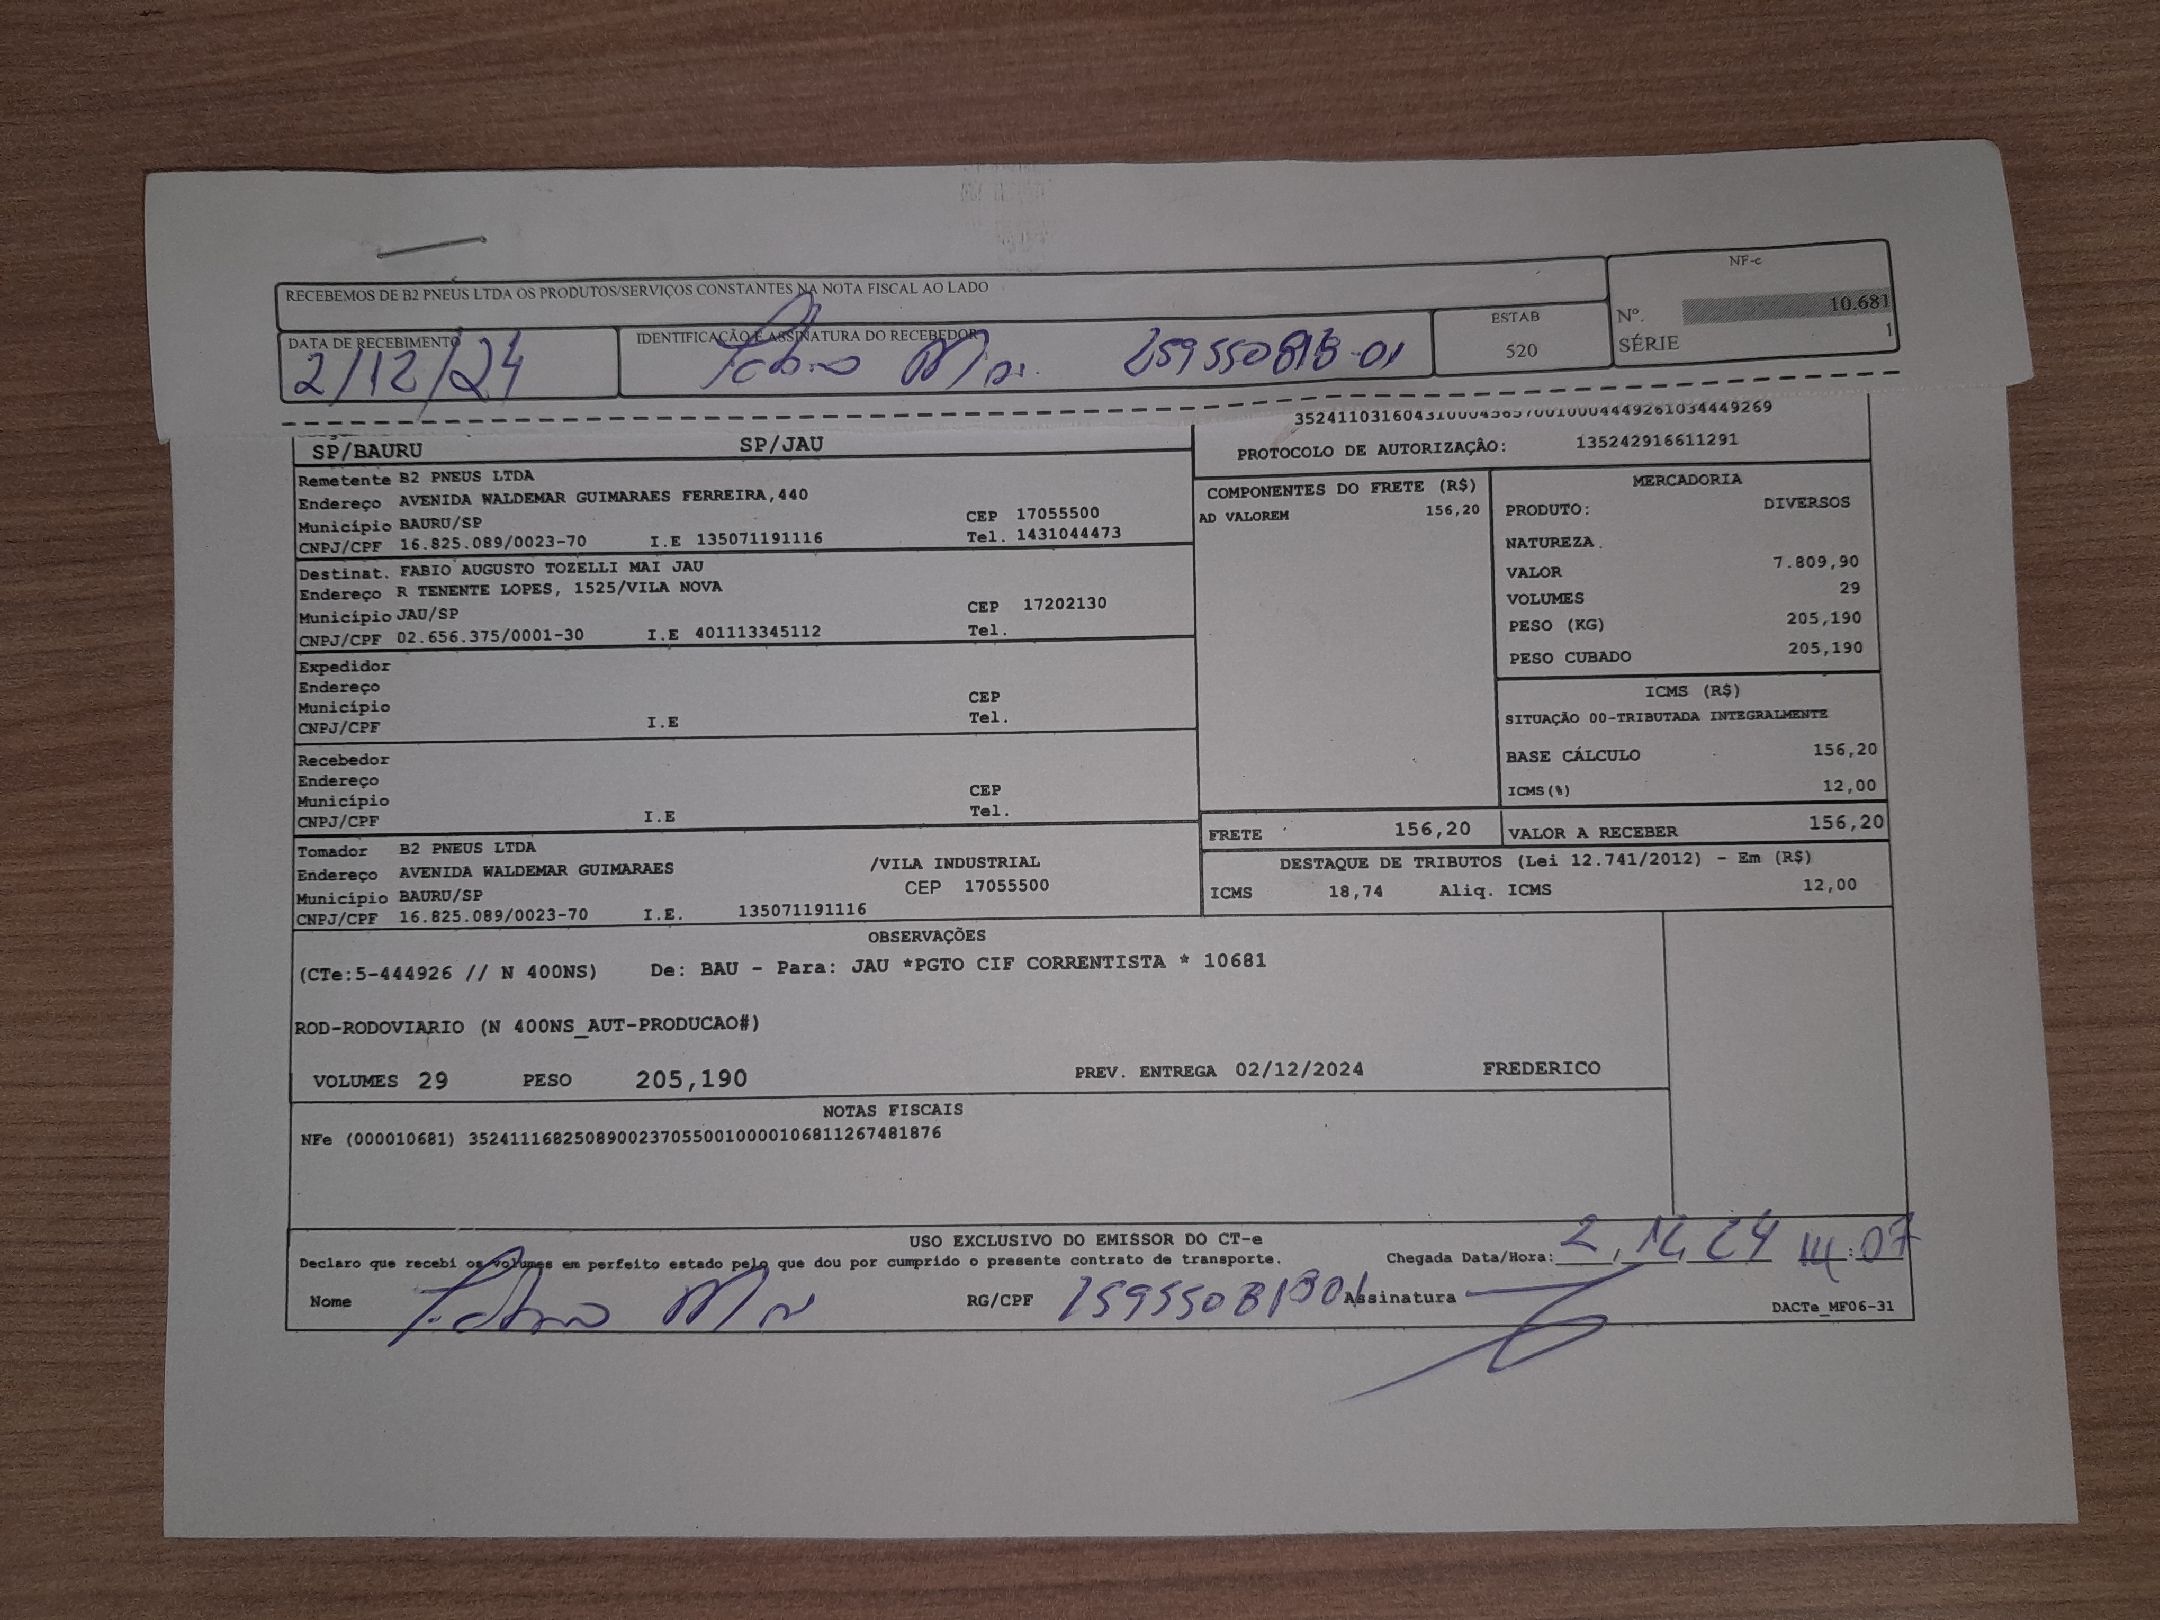 RECEBEMOS DE B2 PNEUS LTDA OS PRODUTOS/SERVIÇOS CONSTANTES NA NOTA FISCAL AO LADO
NF-e
Nº. 10.681
SÉRIE 1
DATA DE RECEBIMENTO
2/12/24
IDENTIFICAÇÃO E ASSINATURA DO RECEBEDOR
ESTAB
520
135242916611291
SP/BAURU SP/JAU
PROTOCOLO DE AUTORIZAÇÃO:
Remetente B2 PNEUS LTDA
Endereço AVENIDA WALDEMAR GUIMARAES FERREIRA,440
Município BAURU/SP CEP 17055500
CNPJ/CPF 16.825.089/0023-70 I.E 135071191116 Tel. 1431044473
Destinat. FABIO AUGUSTO TOZELLI MAI JAU
Endereço R TENENTE LOPES, 1525/VILA NOVA
Município JAU/SP CEP 17202130
CNPJ/CPF 02.656.375/0001-30 I.E 401113345112 Tel.
Expedidor
Endereço
Município CEP
CNPJ/CPF I.E Tel.
Recebedor
Endereço
Município CEP
CNPJ/CPF I.E Tel.
Tomador B2 PNEUS LTDA
Endereço AVENIDA WALDEMAR GUIMARAES /VILA INDUSTRIAL
Município BAURU/SP CEP 17055500
CNPJ/CPF 16.825.089/0023-70 I.E. 135071191116
COMPONENTES DO FRETE (R$)
AD VALOREM 156,20
MERCADORIA
PRODUTO: DIVERSOS
NATUREZA
VALOR 7.809,90
VOLUMES 29
PESO (KG) 205,190
PESO CUBADO 205,190
ICMS (R$)
SITUAÇÃO 00-TRIBUTADA INTEGRALMENTE
BASE CÁLCULO 156,20
ICMS(%) 12,00
FRETE 156,20 VALOR A RECEBER 156,20
DESTAQUE DE TRIBUTOS (Lei 12.741/2012) - Em (R$)
ICMS 18,74 Aliq. ICMS 12,00
OBSERVAÇÕES
(CTe:5-444926 // N 400NS) De: BAU - Para: JAU *PGTO CIF CORRENTISTA * 10681
ROD-RODOVIARIO (N 400NS_AUT-PRODUCAO#)
VOLUMES 29 PESO 205,190 PREV. ENTREGA 02/12/2024 FREDERICO
NOTAS FISCAIS
NFe (000010681) 35241116825089002370550010000106811267481876
USO EXCLUSIVO DO EMISSOR DO CT-e
Declaro que recebi os volumes em perfeito estado pelo que dou por cumprido o presente contrato de transporte. Chegada Data/Hora: 2, 12, 24 14:07
Nome RG/CPF Assinatura
DACTe_MF06-31